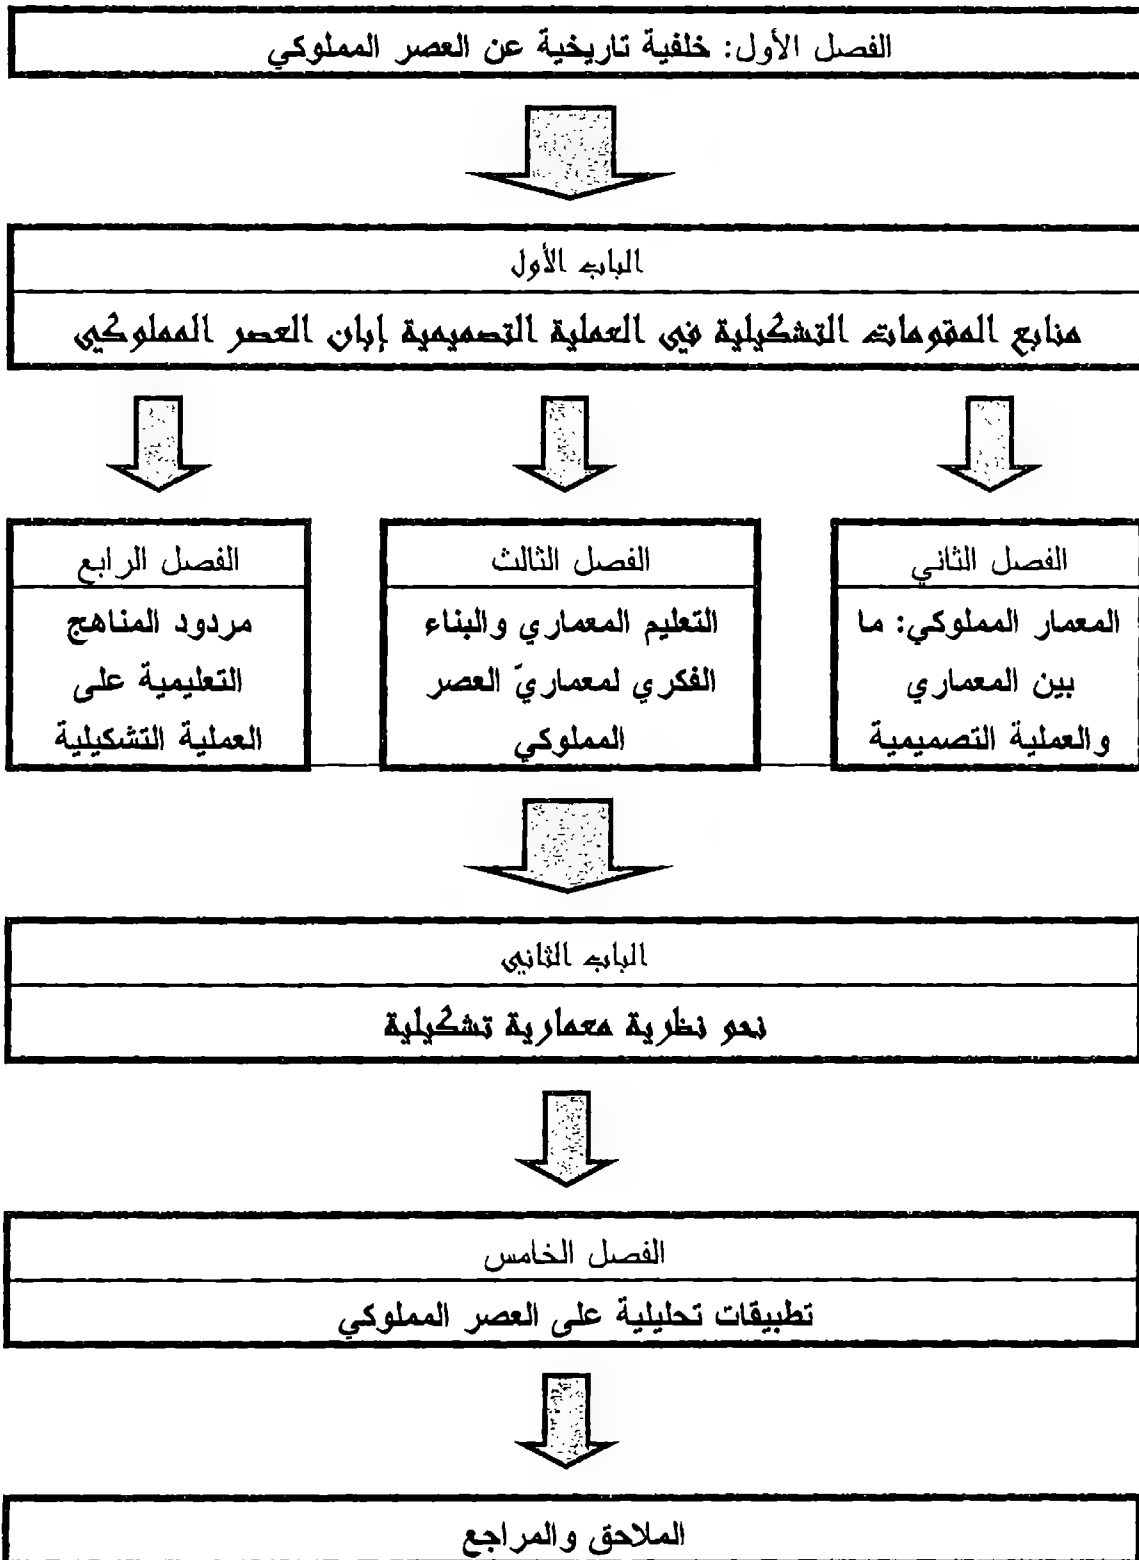 الفصل الأول: خلفية تاريخية عن العصر المملوكي
الباب الأول
منابع المقومات التشكيلية في العملية التصميمية إبان العصر المملوكي
الفصل الثاني
المعمار المملوكي: ما
بين المعماري
والعملية التصميمية
الفصل الثالث
التعليم المعماري والبناء
الفكري لمعماريّ العصر
المملوكي
الفصل الرابع
مردود المناهج
التعليمية على
العملية التشكيلية
الباب الثاني
نحو نظرية معمارية تشكيلية
الفصل الخامس
تطبيقات تحليلية على العصر المملوكي
الملاحق والمراجع